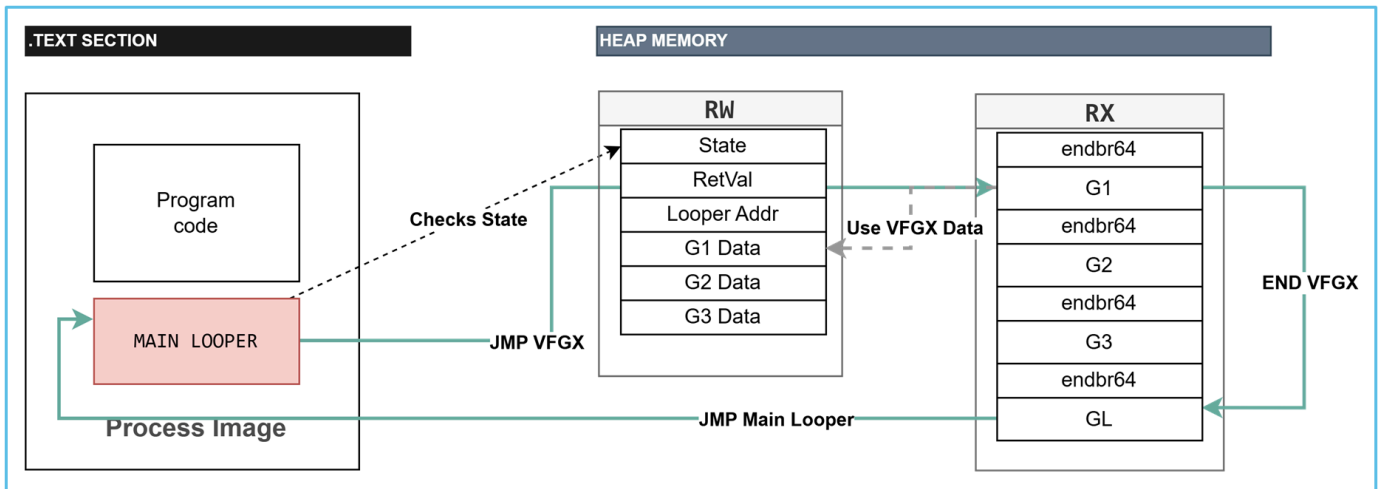 .TEXT SECTION
HEAP MEMORY
Program
code
MAIN LOOPER
Process Image
Checks State
JMP VFGX
JMP Main Looper
RW
State
RetVal
Looper Addr
G1 Data
G2 Data
G3 Data
Use VFGX Data
RX
endbr64
G1
endbr64
G2
endbr64
G3
endbr64
GL
END VFGX